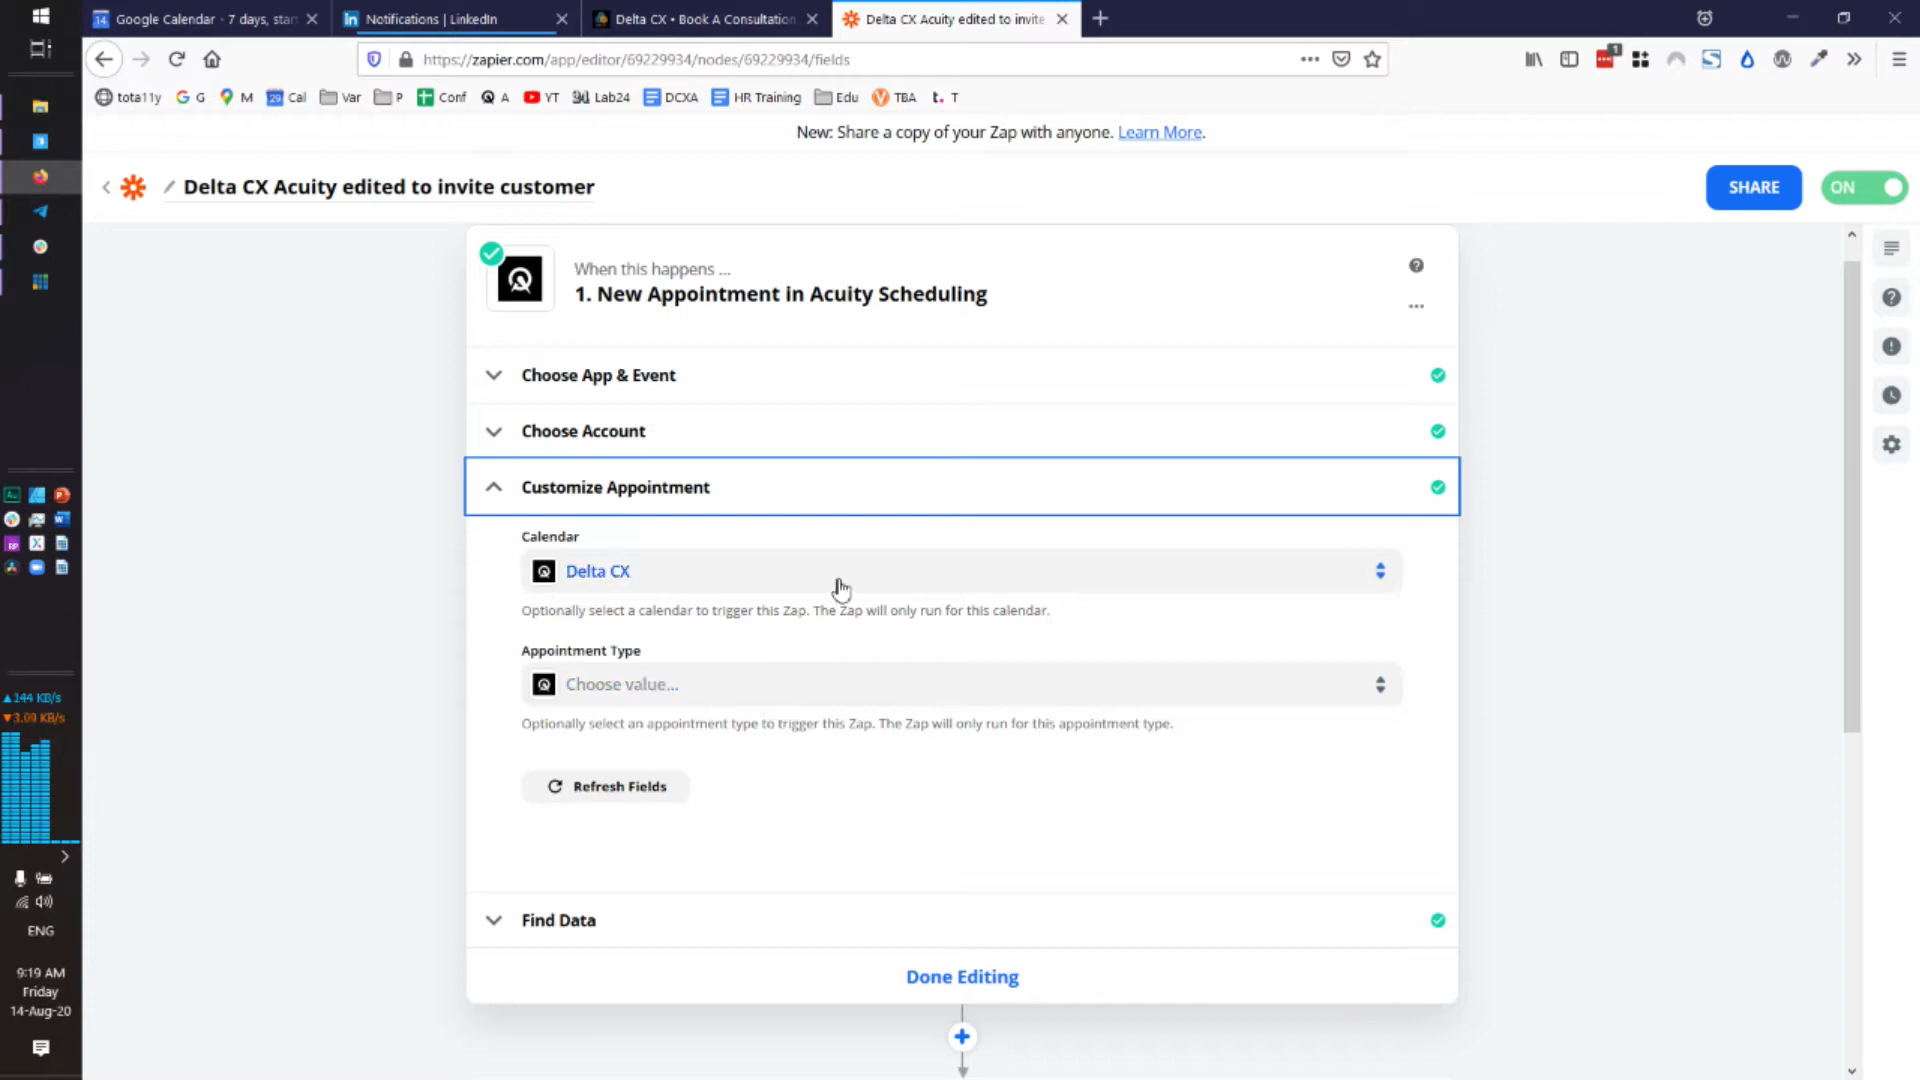 Google Calendar - 7 days, star
Notifications | LinkedIn
Delta CX • Book A Consultation
Delta CX Acuity edited to invite
https://zapier.com/app/editor/69229934/nodes/69229934/fields
tota11y
G
M
Cal
Var
P
Conf
A
YT
Lab24
DCXA
HR Training
Edu
TBA
T
New: Share a copy of your Zap with anyone. Learn More.
Delta CX Acuity edited to invite customer
SHARE
ON
When this happens ...
1. New Appointment in Acuity Scheduling
Choose App & Event
Choose Account
Customize Appointment
Calendar
Delta CX
Optionally select a calendar to trigger this Zap. The Zap will only run for this calendar.
Appointment Type
Choose value...
Optionally select an appointment type to trigger this Zap. The Zap will only run for this appointment type.
Refresh Fields
Find Data
Done Editing
144 KB/s
3.09 KB/s
ENG
9:19 AM
Friday
14-Aug-20